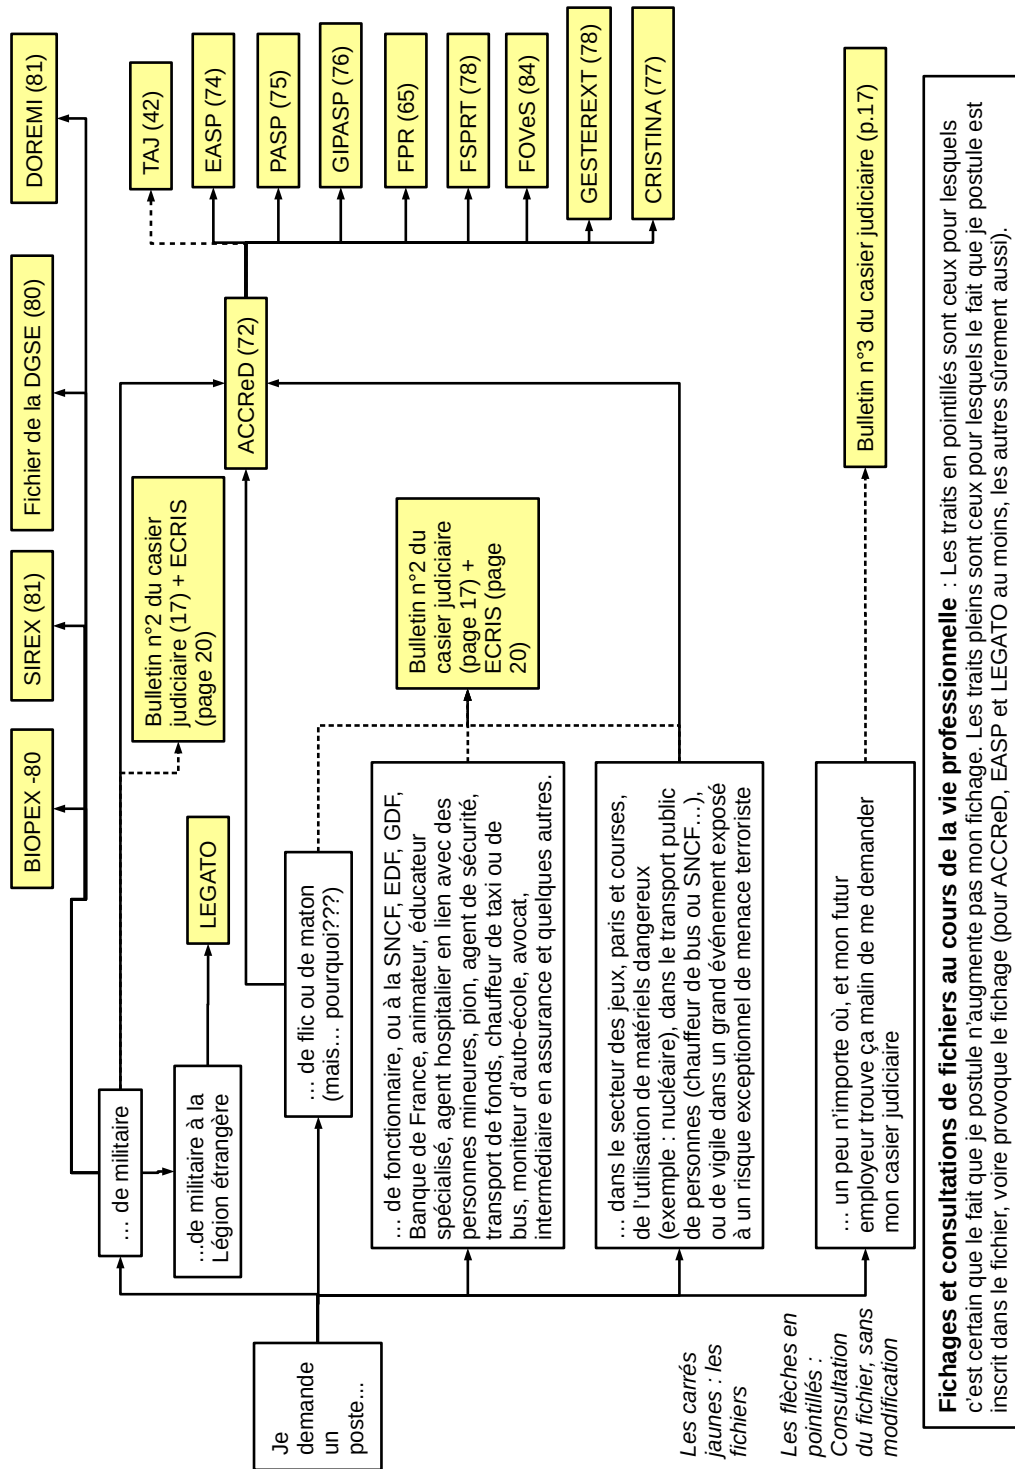 Je
demande
un
poste...
... de militaire
...de militaire à la
Légion étrangère
... de flic ou de maton
(mais... pourquoi???)
... de fonctionnaire, ou à la SNCF, EDF, GDF,
Banque de France, animateur, éducateur
spécialisé, agent hospitalier en lien avec des
personnes mineures, pion, agent de sécurité,
transport de fonds, chauffeur de taxi ou de
bus, moniteur d'auto-école, avocat,
intermédiaire en assurance et quelques autres.
... dans le secteur des jeux, paris et courses,
de l'utilisation de matériels dangereux
(exemple : nucléaire), dans le transport public
de personnes (chauffeur de bus ou SNCF...),
ou de vigile dans un grand événement exposé
à un risque exceptionnel de menace terroriste
... un peu n'importe où, et mon futur
employeur trouve ça malin de me demander
mon casier judiciaire
LEGATO
BIOPEX -80
SIREX (81)
Fichier de la DGSE (80)
DOREMI (81)
Bulletin n°2 du casier
judiciaire (17) + ECRIS
(page 20)
Bulletin n°2 du
casier judiciaire
(page 17) +
ECRIS (page
20)
ACCReD (72)
TAJ (42)
EASP (74)
PASP (75)
GIPASP (76)
FPR (65)
FSPRT (78)
FOVeS (84)
GESTEREXT (78)
CRISTINA (77)
Bulletin n°3 du casier judiciaire (p.17)
Les carrés
jaunes : les
fichiers
Les flèches en
pointillés :
Consultation
du fichier, sans
modification
Fichages et consultations de fichiers au cours de la vie professionnelle : Les traits en pointillés sont ceux pour lesquels
c'est certain que le fait que je postule n'augmente pas mon fichage. Les traits pleins sont ceux pour lesquels le fait que je postule est
inscrit dans le fichier, voire provoque le fichage (pour ACCReD, EASP et LEGATO au moins, les autres sûrement aussi).